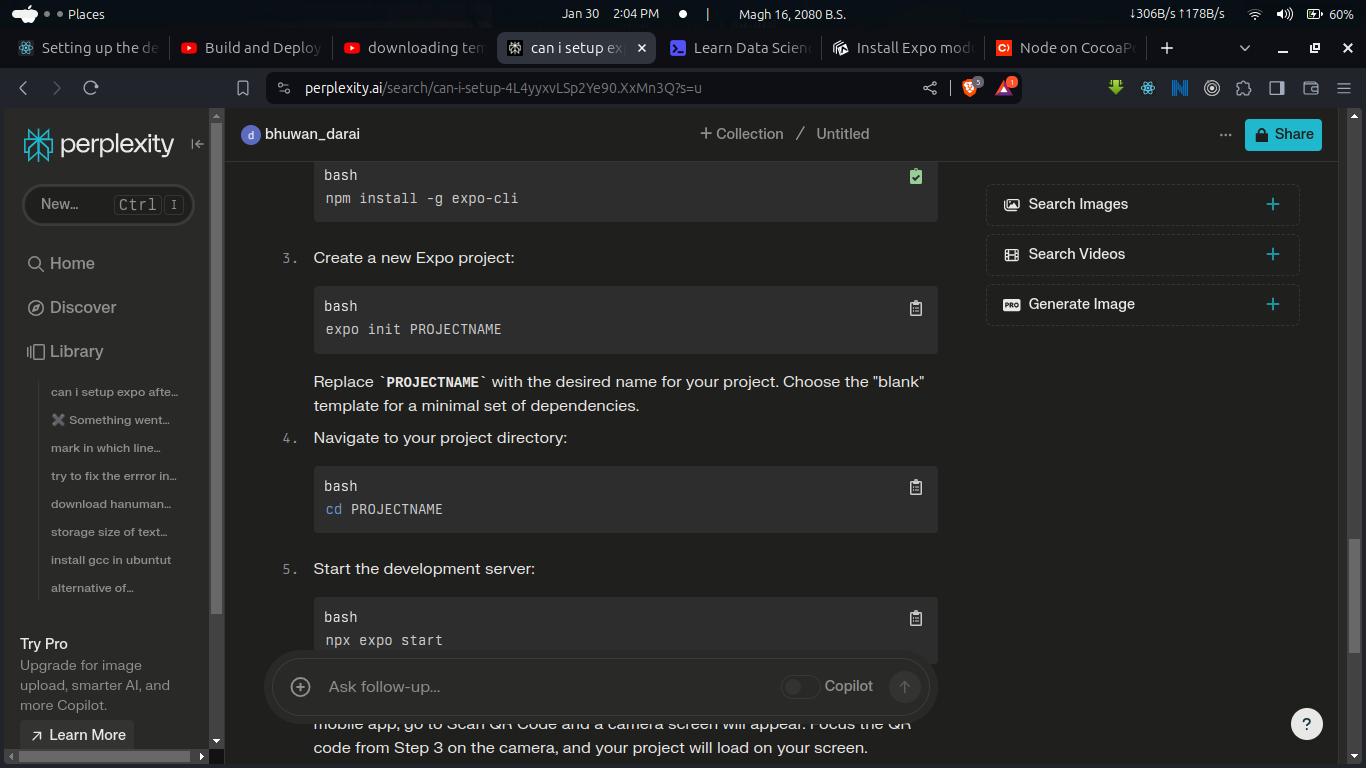 Places
Jan 30 2:04 PM
Magh 16, 2080 B.S.
↓306B/s ↑178B/s
60%
Setting up the de
Build and Deploy
downloading tem
can i setup ex
Learn Data Scien
Install Expo mod
Node on CocoaP
perplexity.ai/search/can-i-setup-4L4yyxvLSp2Ye90.XxMn3Q?s=u
5
1
perplexity
d bhuwan_darai
+ Collection / Untitled
Share
New... Ctrl I
Home
Discover
Library
can i setup expo afte...
✖ Something went...
mark in which line...
try to fix the errror in...
download hanuman...
storage size of text...
install gcc in ubuntut
alternative of...
Try Pro
Upgrade for image
upload, smarter AI, and
more Copilot.
Learn More
bash
npm install -g expo-cli
3. Create a new Expo project:
bash
expo init PROJECTNAME
Replace `PROJECTNAME` with the desired name for your project. Choose the "blank"
template for a minimal set of dependencies.
4. Navigate to your project directory:
bash
cd PROJECTNAME
5. Start the development server:
bash
npx expo start
Ask follow-up...
Copilot
mobile app, go to Scan QR Code and a camera screen will appear. Focus the QR
code from Step 3 on the camera, and your project will load on your screen.
Search Images
Search Videos
PRO Generate Image
?